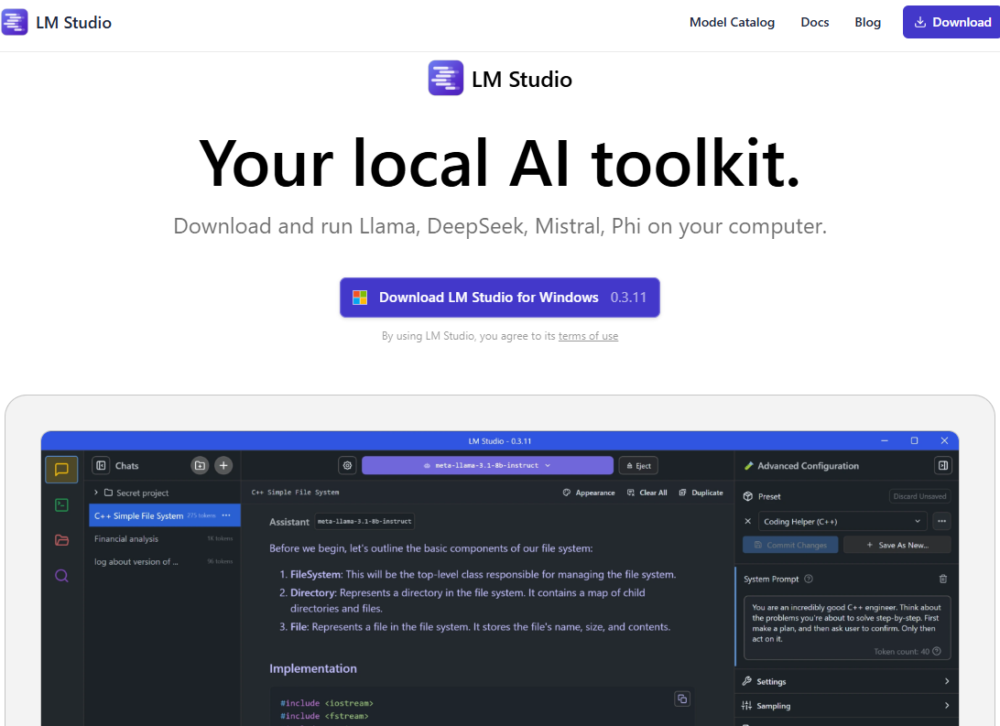 LM Studio
Model Catalog
Docs
Blog
Download
LM Studio
Your local AI toolkit.
Download and run Llama, DeepSeek, Mistral, Phi on your computer.
Download LM Studio for Windows 0.3.11
By using LM Studio, you agree to its terms of use
LM Studio - 0.3.11
Chats
Secret project
C++ Simple File System 275 tokens
Financial analysis 1K tokens
log about version of ... 96 tokens
meta-llama-3.1-8b-instruct
Eject
C++ Simple File System
Appearance
Clear All
Duplicate
Assistant meta-llama-3.1-8b-instruct
Before we begin, let's outline the basic components of our file system:
1. FileSystem: This will be the top-level class responsible for managing the file system.
2. Directory: Represents a directory in the file system. It contains a map of child
directories and files.
3. File: Represents a file in the file system. It stores the file's name, size, and contents.
Implementation
#include <iostream>
#include <fstream>
Advanced Configuration
Preset
Discard Unsaved
Coding Helper (C++)
Commit Changes
+ Save As New...
System Prompt
You are an incredibly good C++ engineer. Think about
the problems you're about to solve step-by-step. First
make a plan, and then ask user to confirm. Only then
act on it.
Token count: 40
Settings
Sampling